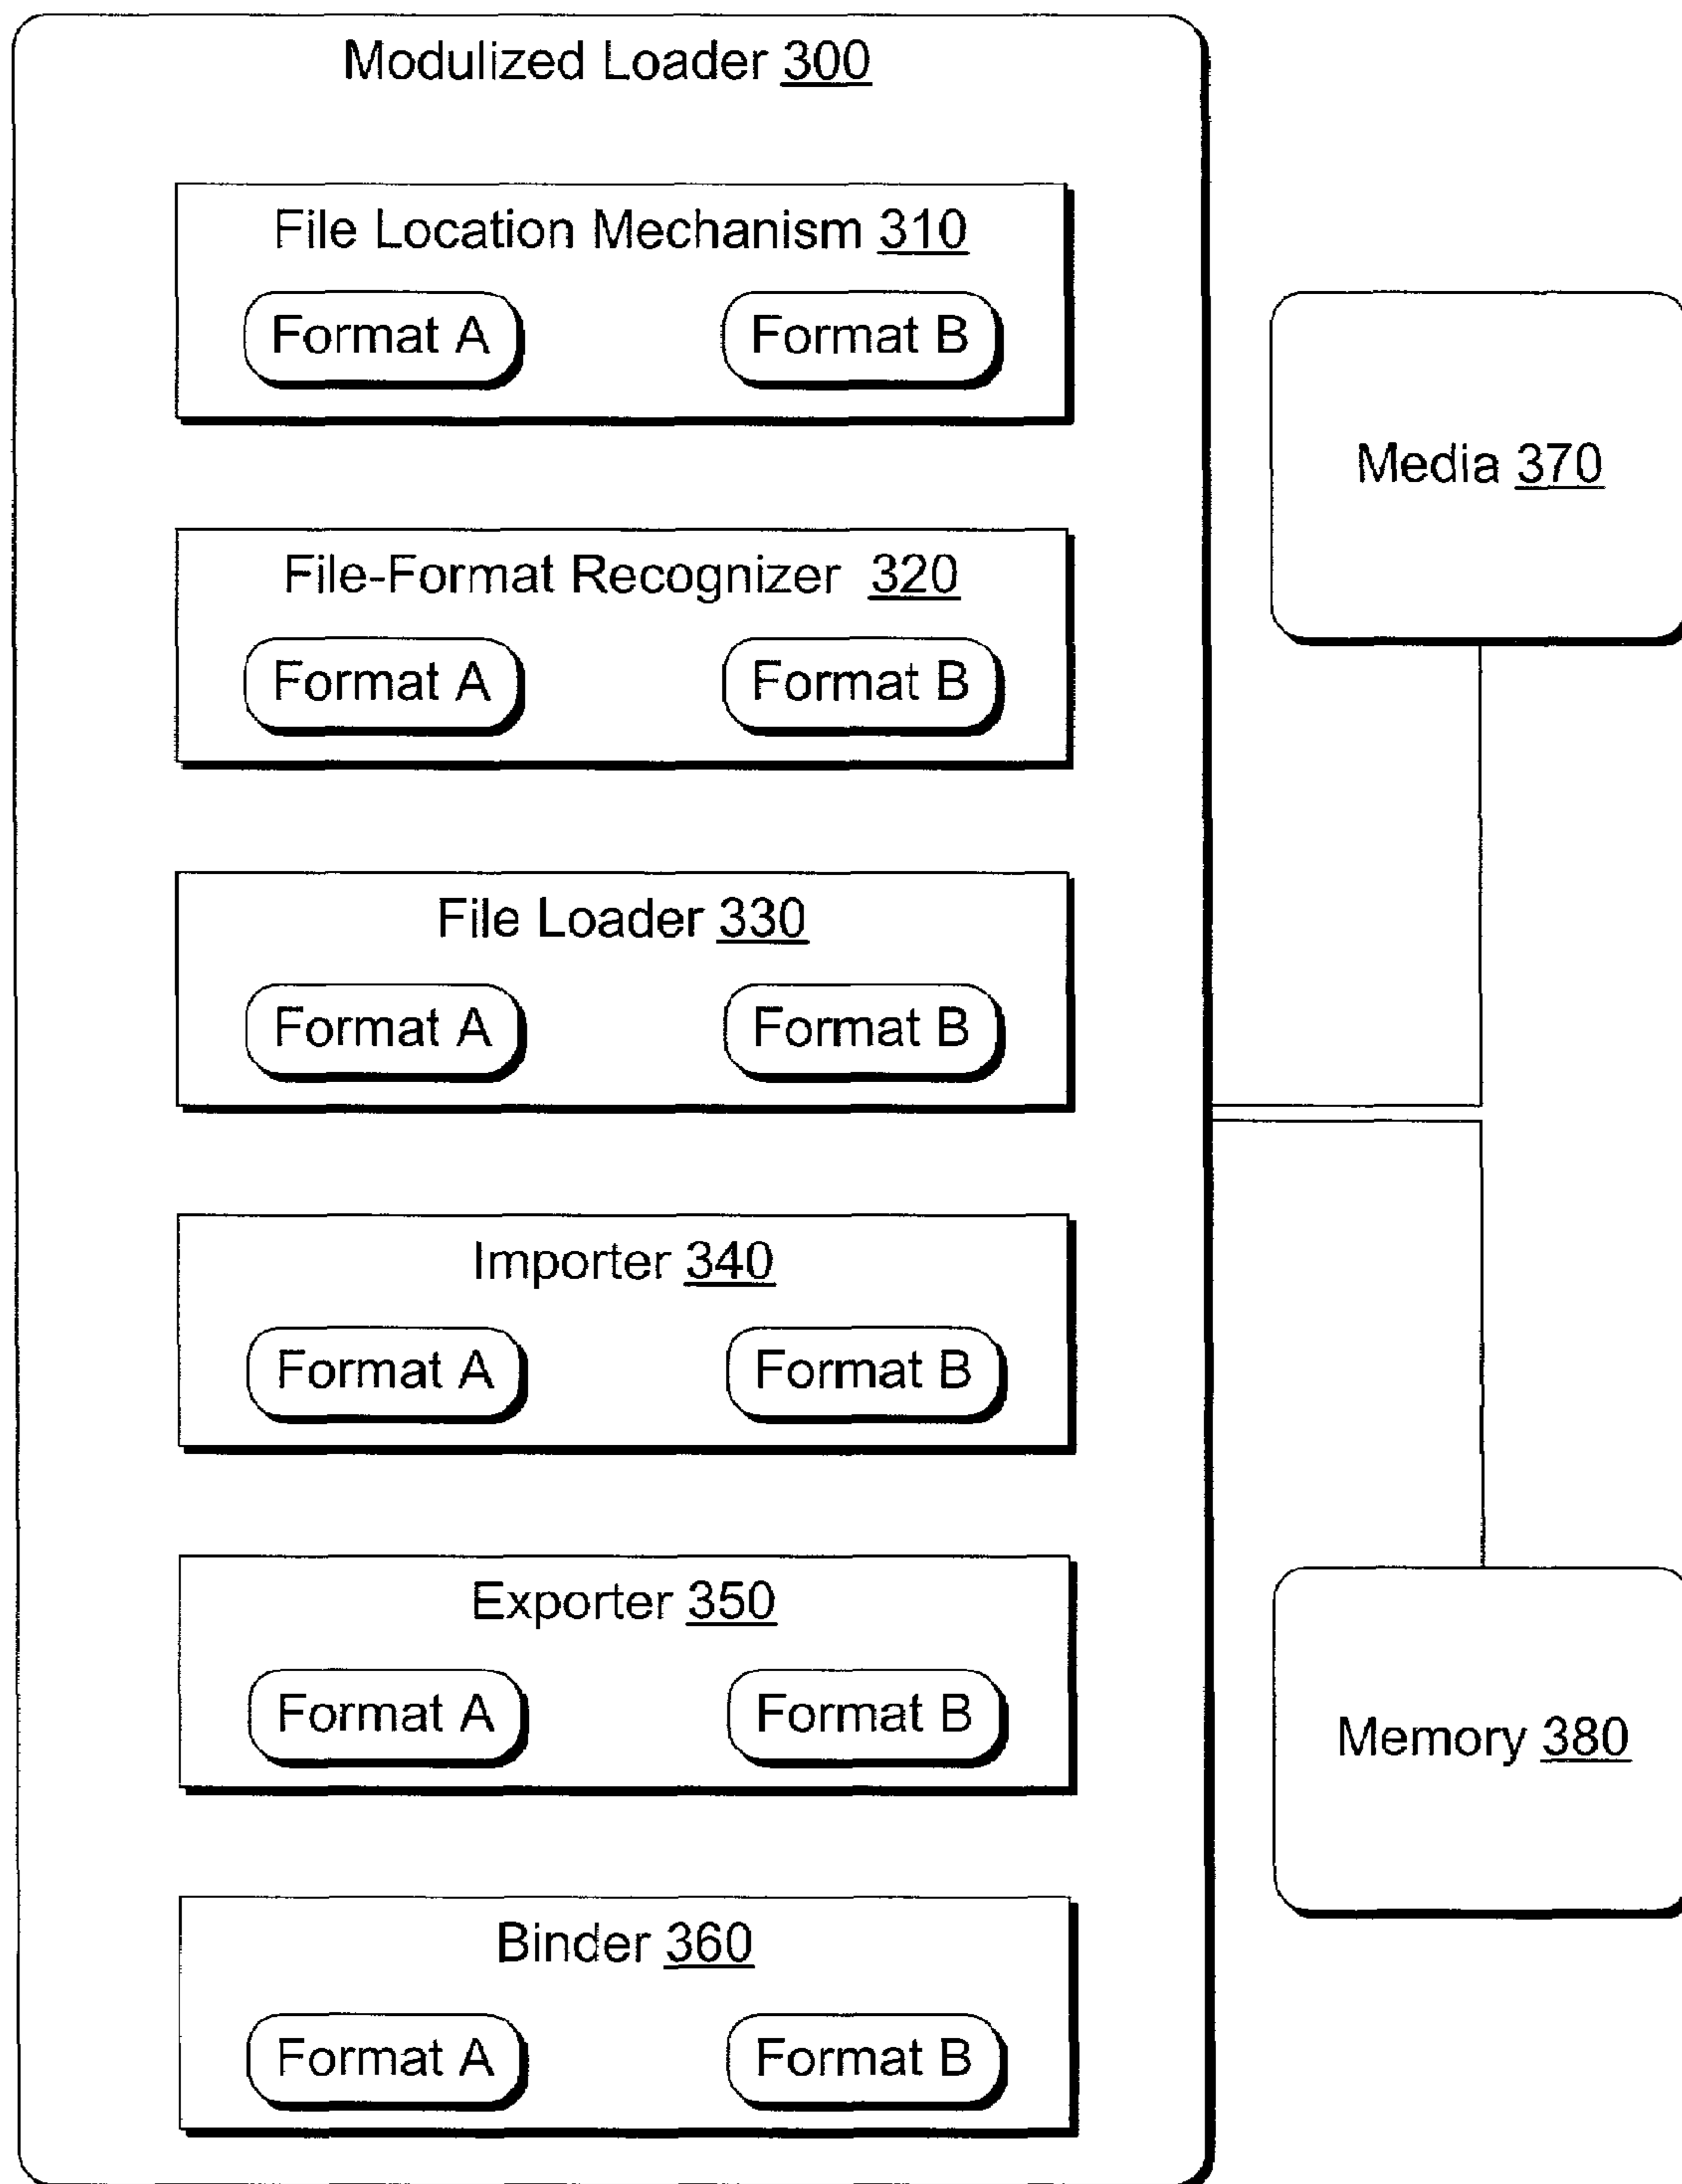 Modulized Loader 300
File Location Mechanism 310
Format A
Format B
File-Format Recognizer 320
Format A
Format B
File Loader 330
Format A
Format B
Importer 340
Format A
Format B
Exporter 350
Format A
Format B
Binder 360
Format A
Format B
Media 370
Memory 380